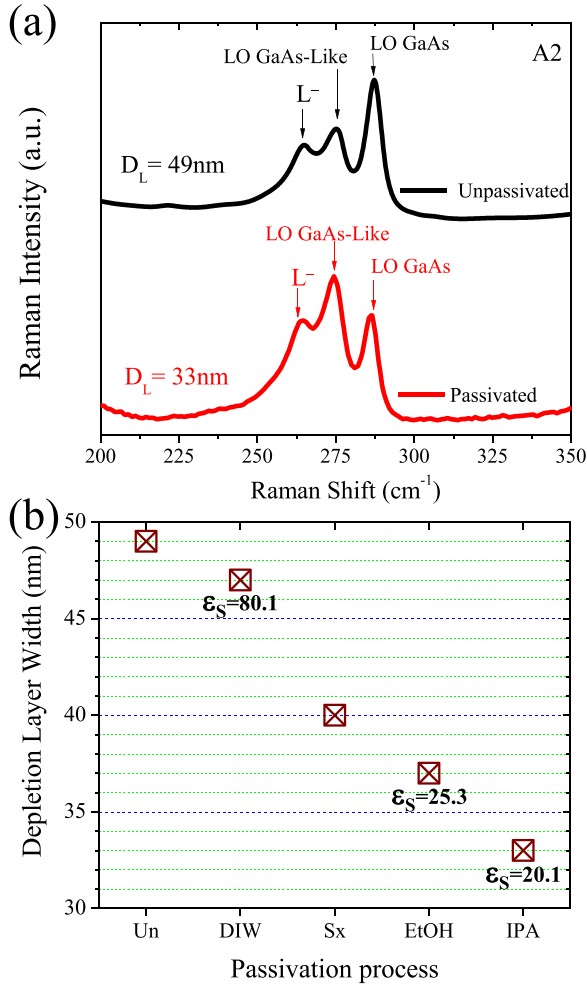 (a)
LO GaAs
A2
LO GaAs-Like
L⁻
D_L = 49nm
Unpassivated
LO GaAs-Like
LO GaAs
L⁻
D_L = 33nm
Passivated
Raman Intensity (a.u.)
200 225 250 275 300 325 350
Raman Shift (cm⁻¹)
(b)
50
45
40
35
30
Depletion Layer Width (nm)
ε_S=80.1
ε_S=25.3
ε_S=20.1
Un DIW Sx EtOH IPA
Passivation process